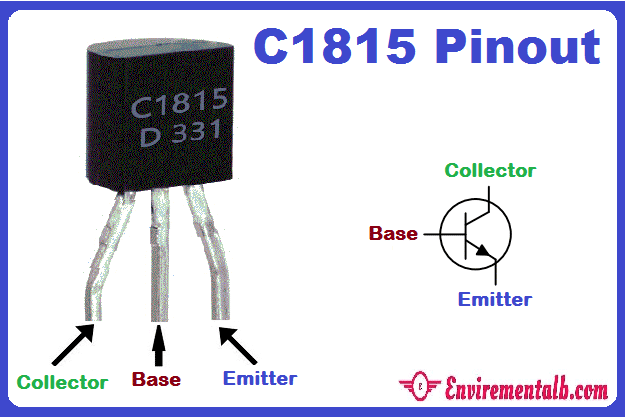 C1815 Pinout
C1815
D 331
Collector
Base
Emitter
Collector
Base
Emitter
E
Envirementalb.com